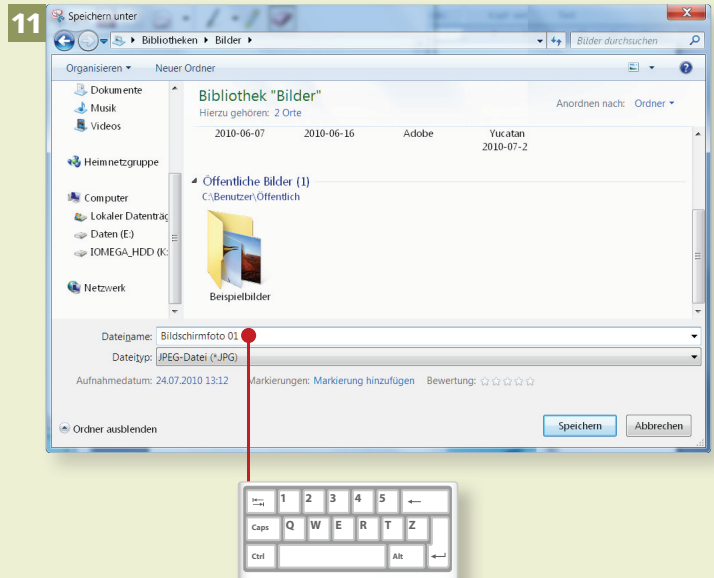 11
Speichern unter
Bibliotheken Bilder
Bilder durchsuchen
Organisieren Neuer Ordner
Dokumente
Musik
Videos
Heimnetzgruppe
Computer
Lokaler Datenträg
Daten (E:)
IOMEGA_HDD (K:
Netzwerk
Bibliothek "Bilder"
Hierzu gehören: 2 Orte
Anordnen nach: Ordner
2010-06-07 2010-06-16 Adobe Yucatan
2010-07-2
Öffentliche Bilder (1)
C:\Benutzer\Öffentlich
Beispielbilder
Dateiname: Bildschirmfoto 01
Dateityp: JPEG-Datei (*.JPG)
Aufnahmedatum: 24.07.2010 13:12 Markierungen: Markierung hinzufügen Bewertung:
Ordner ausblenden
Speichern Abbrechen
1 2 3 4 5
Caps Q W E R T Z
Ctrl Alt